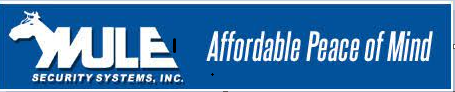 MULE
SECURITY SYSTEMS, INC.
Affordable Peace of Mind